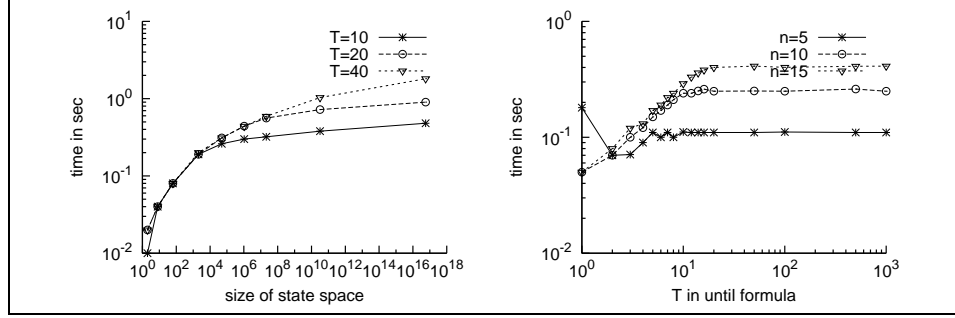 10^1
10^0
10^-1
10^-2
time in sec
T=10
T=20
T=40
10^0 10^2 10^4 10^6 10^8 10^10 10^12 10^14 10^16 10^18
size of state space
10^0
10^-1
10^-2
time in sec
n=5
n=10
n=15
10^0 10^1 10^2 10^3
T in until formula